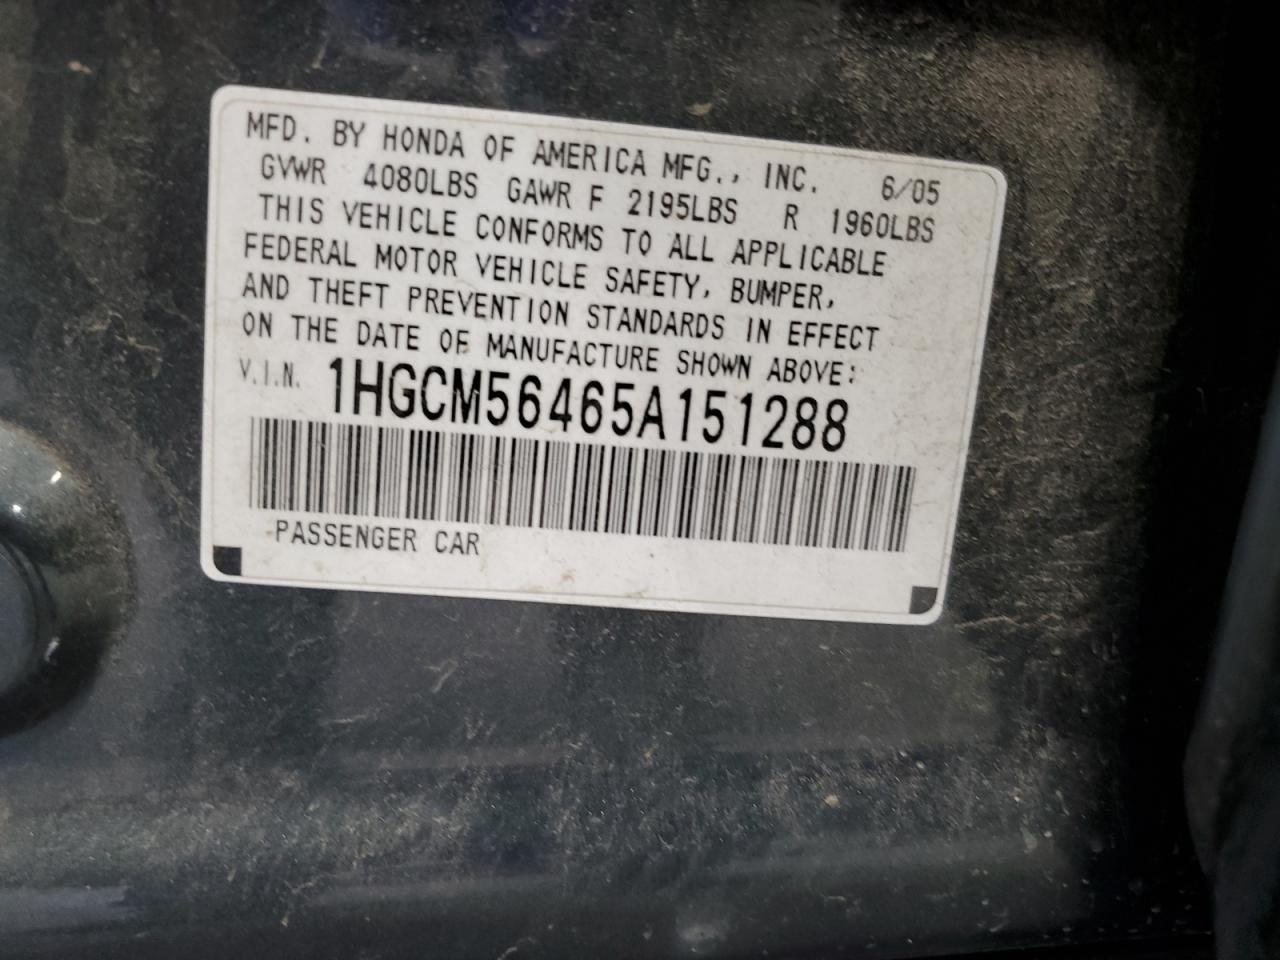 MFD. BY HONDA OF AMERICA MFG., INC. 6/05
GVWR 4080LBS GAWR F 2195LBS R 1960LBS
THIS VEHICLE CONFORMS TO ALL APPLICABLE
FEDERAL MOTOR VEHICLE SAFETY, BUMPER,
AND THEFT PREVENTION STANDARDS IN EFFECT
ON THE DATE OF MANUFACTURE SHOWN ABOVE:
V.I.N. 1HGCM56465A151288
PASSENGER CAR